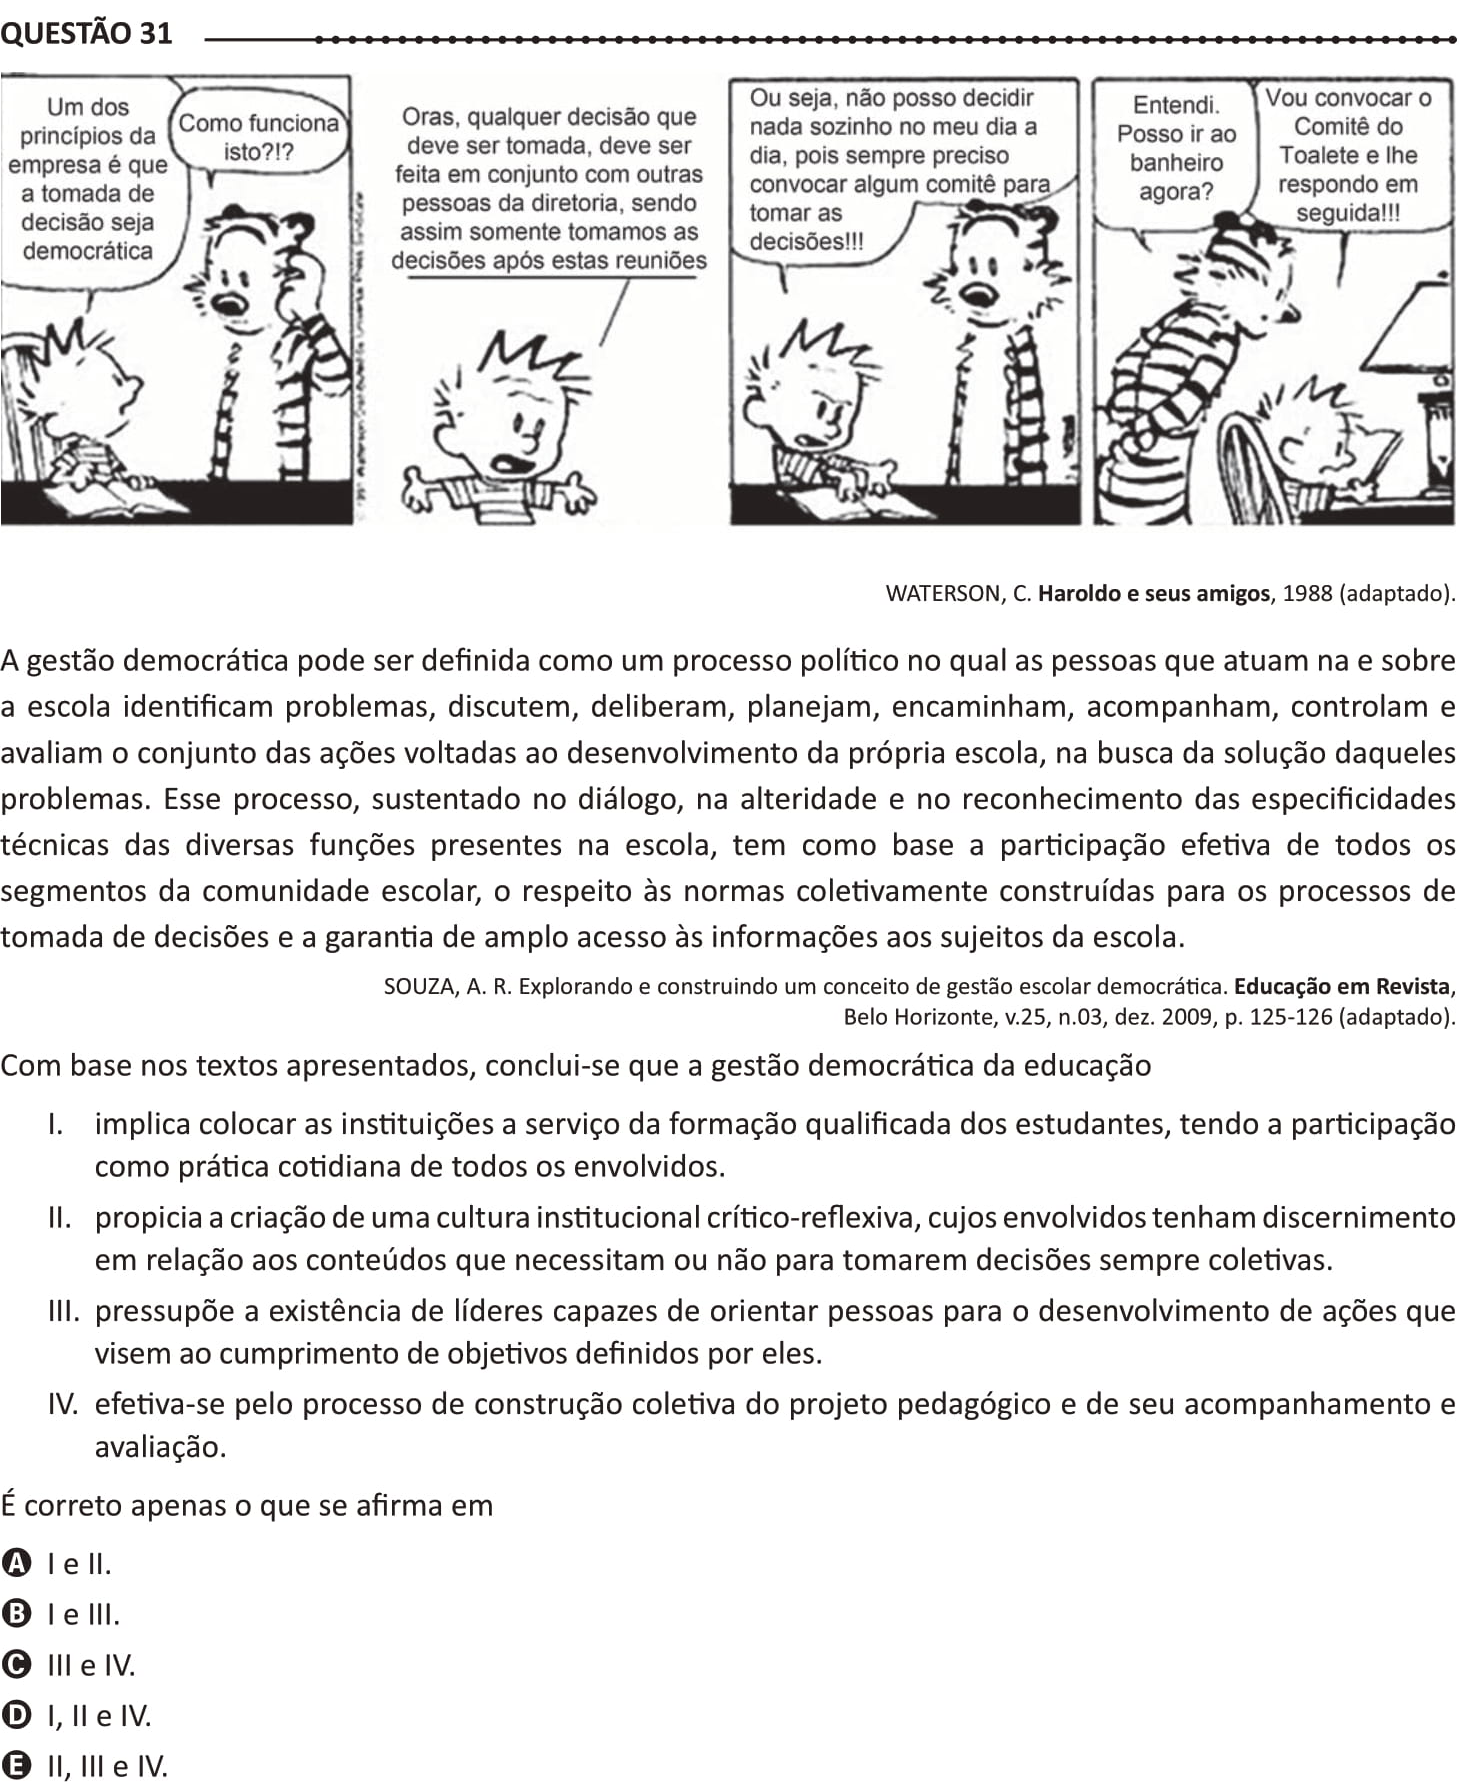 QUESTÃO 31
Um dos
princípios da
empresa é que
a tomada de
decisão seja
democrática
Como funciona
isto?!?
Oras, qualquer decisão que
deve ser tomada, deve ser
feita em conjunto com outras
pessoas da diretoria, sendo
assim somente tomamos as
decisões após estas reuniões
Ou seja, não posso decidir
nada sozinho no meu dia a
dia, pois sempre preciso
convocar algum comitê para
tomar as
decisões!!!
Entendi.
Posso ir ao
banheiro
agora?
Vou convocar o
Comitê do
Toalete e lhe
respondo em
seguida!!!
WATERSON, C. Haroldo e seus amigos, 1988 (adaptado).
A gestão democrática pode ser definida como um processo político no qual as pessoas que atuam na e sobre
a escola identificam problemas, discutem, deliberam, planejam, encaminham, acompanham, controlam e
avaliam o conjunto das ações voltadas ao desenvolvimento da própria escola, na busca da solução daqueles
problemas. Esse processo, sustentado no diálogo, na alteridade e no reconhecimento das especificidades
técnicas das diversas funções presentes na escola, tem como base a participação efetiva de todos os
segmentos da comunidade escolar, o respeito às normas coletivamente construídas para os processos de
tomada de decisões e a garantia de amplo acesso às informações aos sujeitos da escola.
SOUZA, A. R. Explorando e construindo um conceito de gestão escolar democrática. Educação em Revista,
Belo Horizonte, v.25, n.03, dez. 2009, p. 125-126 (adaptado).
Com base nos textos apresentados, conclui-se que a gestão democrática da educação
I. implica colocar as instituições a serviço da formação qualificada dos estudantes, tendo a participação
como prática cotidiana de todos os envolvidos.
II. propicia a criação de uma cultura institucional crítico-reflexiva, cujos envolvidos tenham discernimento
em relação aos conteúdos que necessitam ou não para tomarem decisões sempre coletivas.
III. pressupõe a existência de líderes capazes de orientar pessoas para o desenvolvimento de ações que
visem ao cumprimento de objetivos definidos por eles.
IV. efetiva-se pelo processo de construção coletiva do projeto pedagógico e de seu acompanhamento e
avaliação.
É correto apenas o que se afirma em
A I e II.
B I e III.
C III e IV.
D I, II e IV.
E II, III e IV.